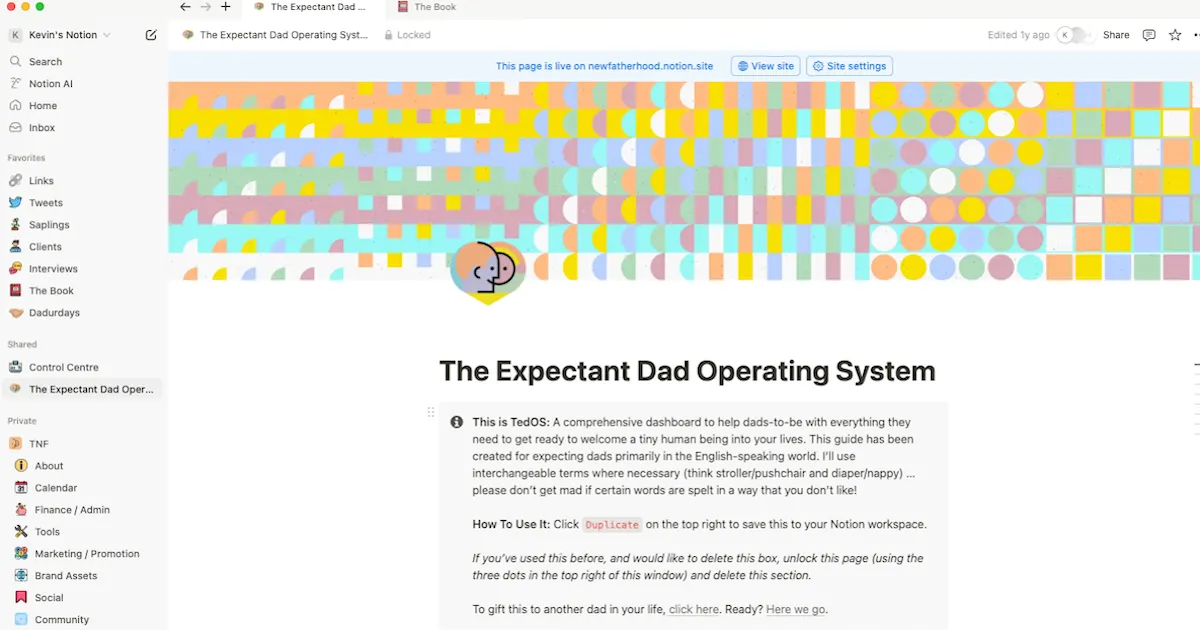 The Expectant Dad ...
The Book
K Kevin's Notion
The Expectant Dad Operating Syst...
Locked
Edited 1y ago
K
Share
Search
Notion AI
Home
Inbox
This page is live on newfatherhood.notion.site
View site
Site settings
Favorites
Links
Tweets
Saplings
Clients
Interviews
The Book
Dadurdays
Shared
Control Centre
The Expectant Dad Oper...
Private
TNF
About
Calendar
Finance / Admin
Tools
Marketing / Promotion
Brand Assets
Social
Community
The Expectant Dad Operating System
This is TedOS: A comprehensive dashboard to help dads-to-be with everything they
need to get ready to welcome a tiny human being into your lives. This guide has been
created for expecting dads primarily in the English-speaking world. I'll use
interchangeable terms where necessary (think stroller/pushchair and diaper/nappy) ...
please don't get mad if certain words are spelt in a way that you don't like!
How To Use It: Click Duplicate on the top right to save this to your Notion workspace.
If you've used this before, and would like to delete this box, unlock this page (using the
three dots in the top right of this window) and delete this section.
To gift this to another dad in your life, click here. Ready? Here we go.